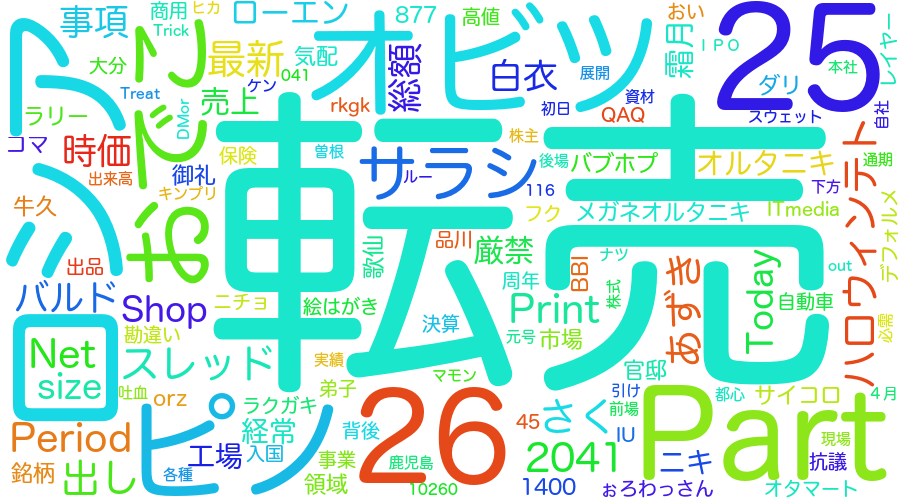 商用
ヒカ
ローエン
877
高値
おい
ＩＰＯ
25
レイヤー
事項
Trick
最新
気配
オビツ
白衣
展開
霜月
ダリ
本社
大分
041
ケン
総額
Treat
売上
rkgk
初日
資材
QAQ
スウェット
自社
ラリー
DMor
コマ
時価
保険
曽根
サラシ
ルー
株主
後場
バブホプ
オルタニキ
通期
出来高
御礼
キンプリ
116
下方
牛久
おでこ
転売
フク
メガネオルタニキ
ITmedia
デフォルメ
ハロウィンテト
出品
歌仙
品川
厳禁
ナツ
BBI
周年
out
バルド
Shop
ニチョ
絵はがき
Print
株式
あずき
Today
自動車
勘違い
決算
元号
市場
必需
Net
size
スレッド
実績
マモン
官邸
吐血
orz
弟子
引け
都心
サイコロ
４月
ラクガキ
26
45
さく
前場
Part
Period
ピン
経常
背後
IU
現場
銘柄
出し
工場
入国
事業
鹿児島
2041
ニキ
抗議
各種
領域
10260
1400
ぉろわっさん
オタマート